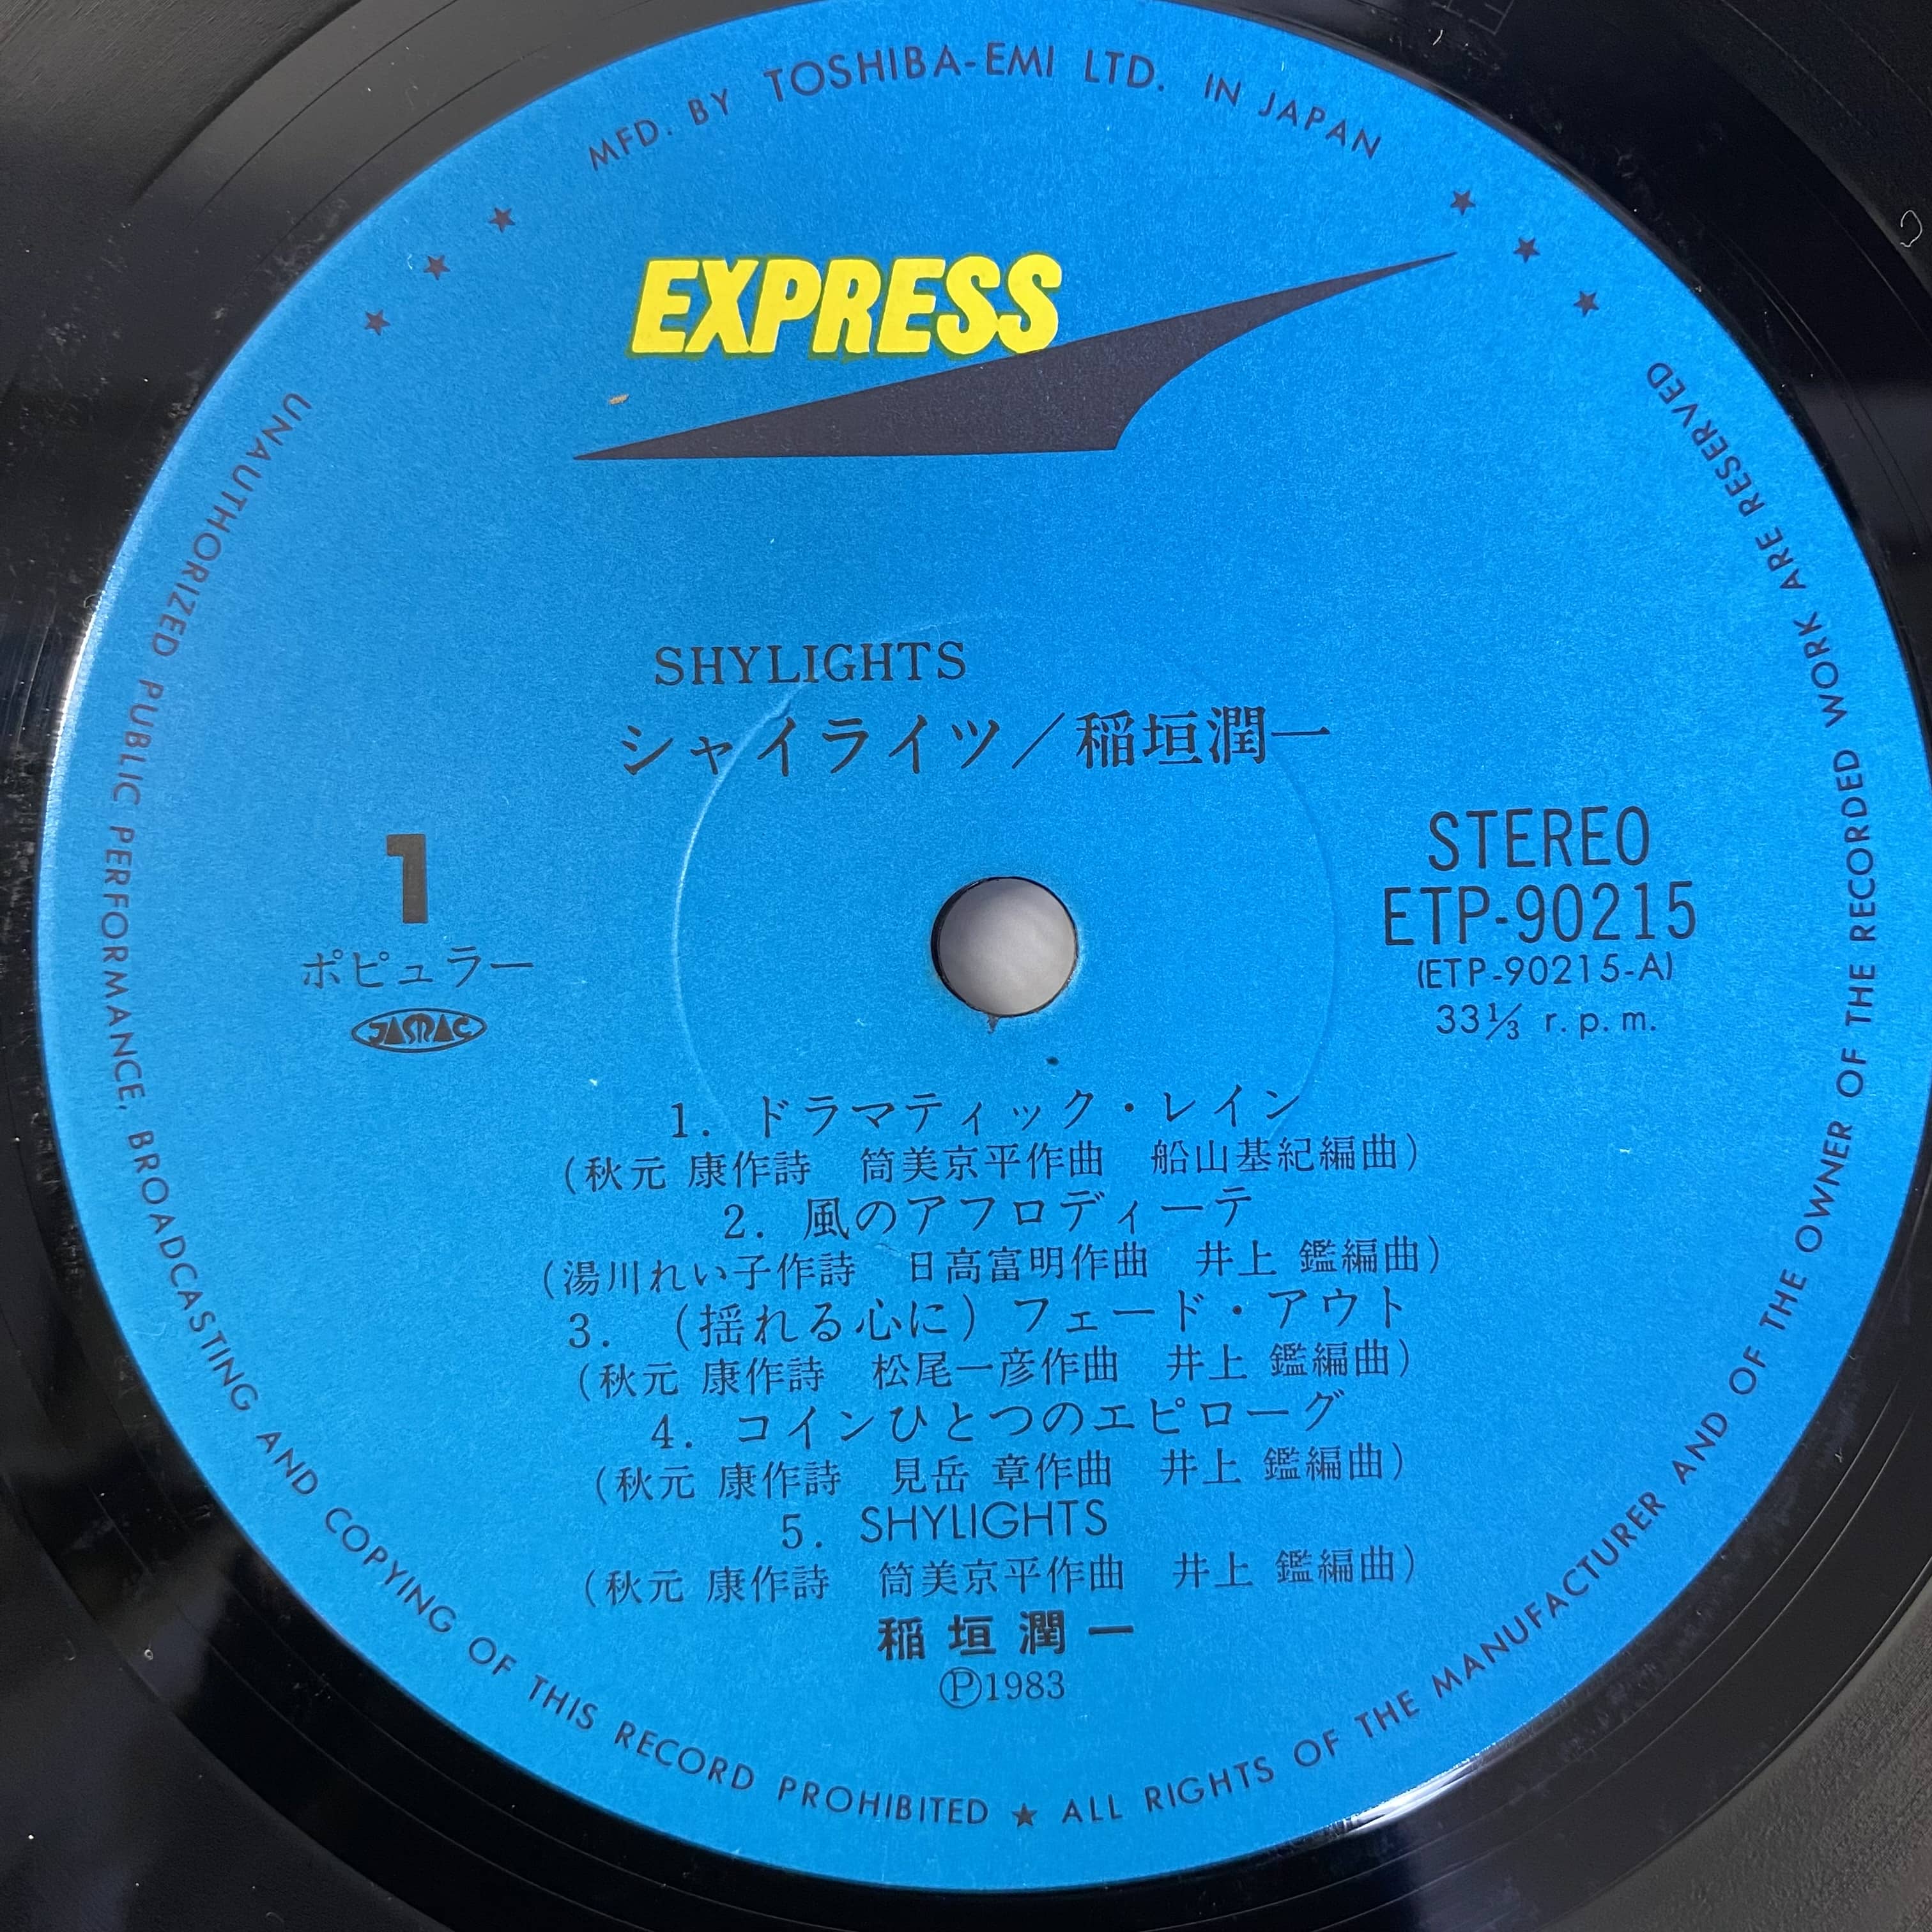 MFD. BY TOSHIBA-EMI LTD. IN JAPAN
EXPRESS
SHYLIGHTS
シャイライツ／稲垣潤一
1
ポピュラー
JASRAC
STEREO
ETP-90215
(ETP-90215-A)
33⅓ r.p.m.
1. ドラマティック・レイン
(秋元 康作詩 筒美京平作曲 船山基紀編曲)
2. 風のアフロディーテ
(湯川れい子作詩 日高富明作曲 井上 鑑編曲)
3. (揺れる心に) フェード・アウト
(秋元 康作詩 松尾一彦作曲 井上 鑑編曲)
4. コインひとつのエピローグ
(秋元 康作詩 見岳 章作曲 井上 鑑編曲)
5. SHYLIGHTS
(秋元 康作詩 筒美京平作曲 井上 鑑編曲)
稲垣潤一
Ⓟ1983
UNAUTHORIZED PUBLIC PERFORMANCE, BROADCASTING AND COPYING OF THIS RECORD PROHIBITED ★ ALL RIGHTS OF THE MANUFACTURER AND OF THE OWNER OF THE RECORDED WORK ARE RESERVED